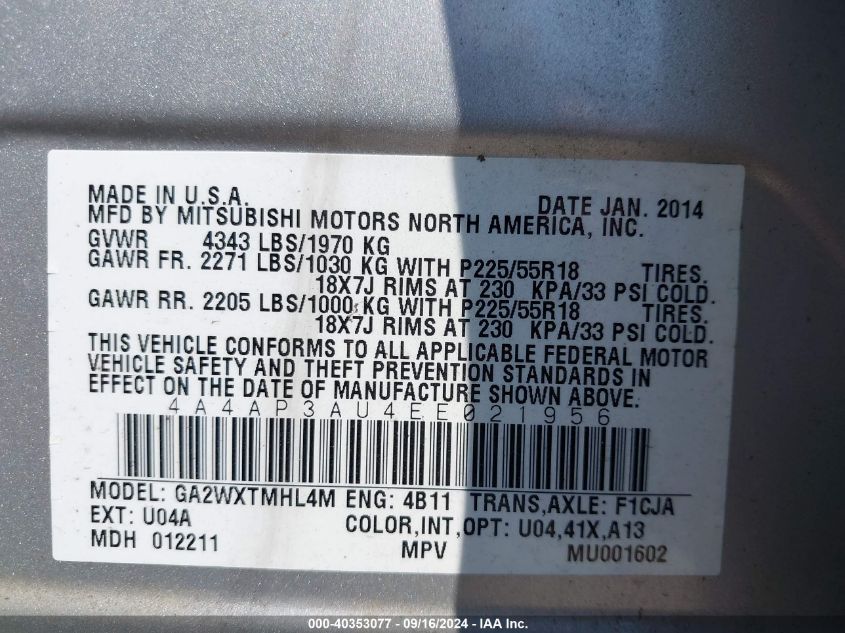 MADE IN U.S.A. DATE JAN. 2014
MFD BY MITSUBISHI MOTORS NORTH AMERICA, INC.
GVWR 4343 LBS/1970 KG
GAWR FR. 2271 LBS/1030 KG WITH P225/55R18 TIRES.
18X7J RIMS AT 230 KPA/33 PSI COLD.
GAWR RR. 2205 LBS/1000 KG WITH P225/55R18 TIRES.
18X7J RIMS AT 230 KPA/33 PSI COLD.
THIS VEHICLE CONFORMS TO ALL APPLICABLE FEDERAL MOTOR
VEHICLE SAFETY AND THEFT PREVENTION STANDARDS IN
EFFECT ON THE DATE OF MANUFACTURE SHOWN ABOVE.
4A4AP3AU4EE021956
MODEL: GA2WXTMHL4M ENG: 4B11 TRANS,AXLE: F1CJA
EXT: U04A COLOR,INT,OPT: U04,41X,A13
MDH 012211 MPV MU001602
000-40353077 - 09/16/2024 - IAA Inc.